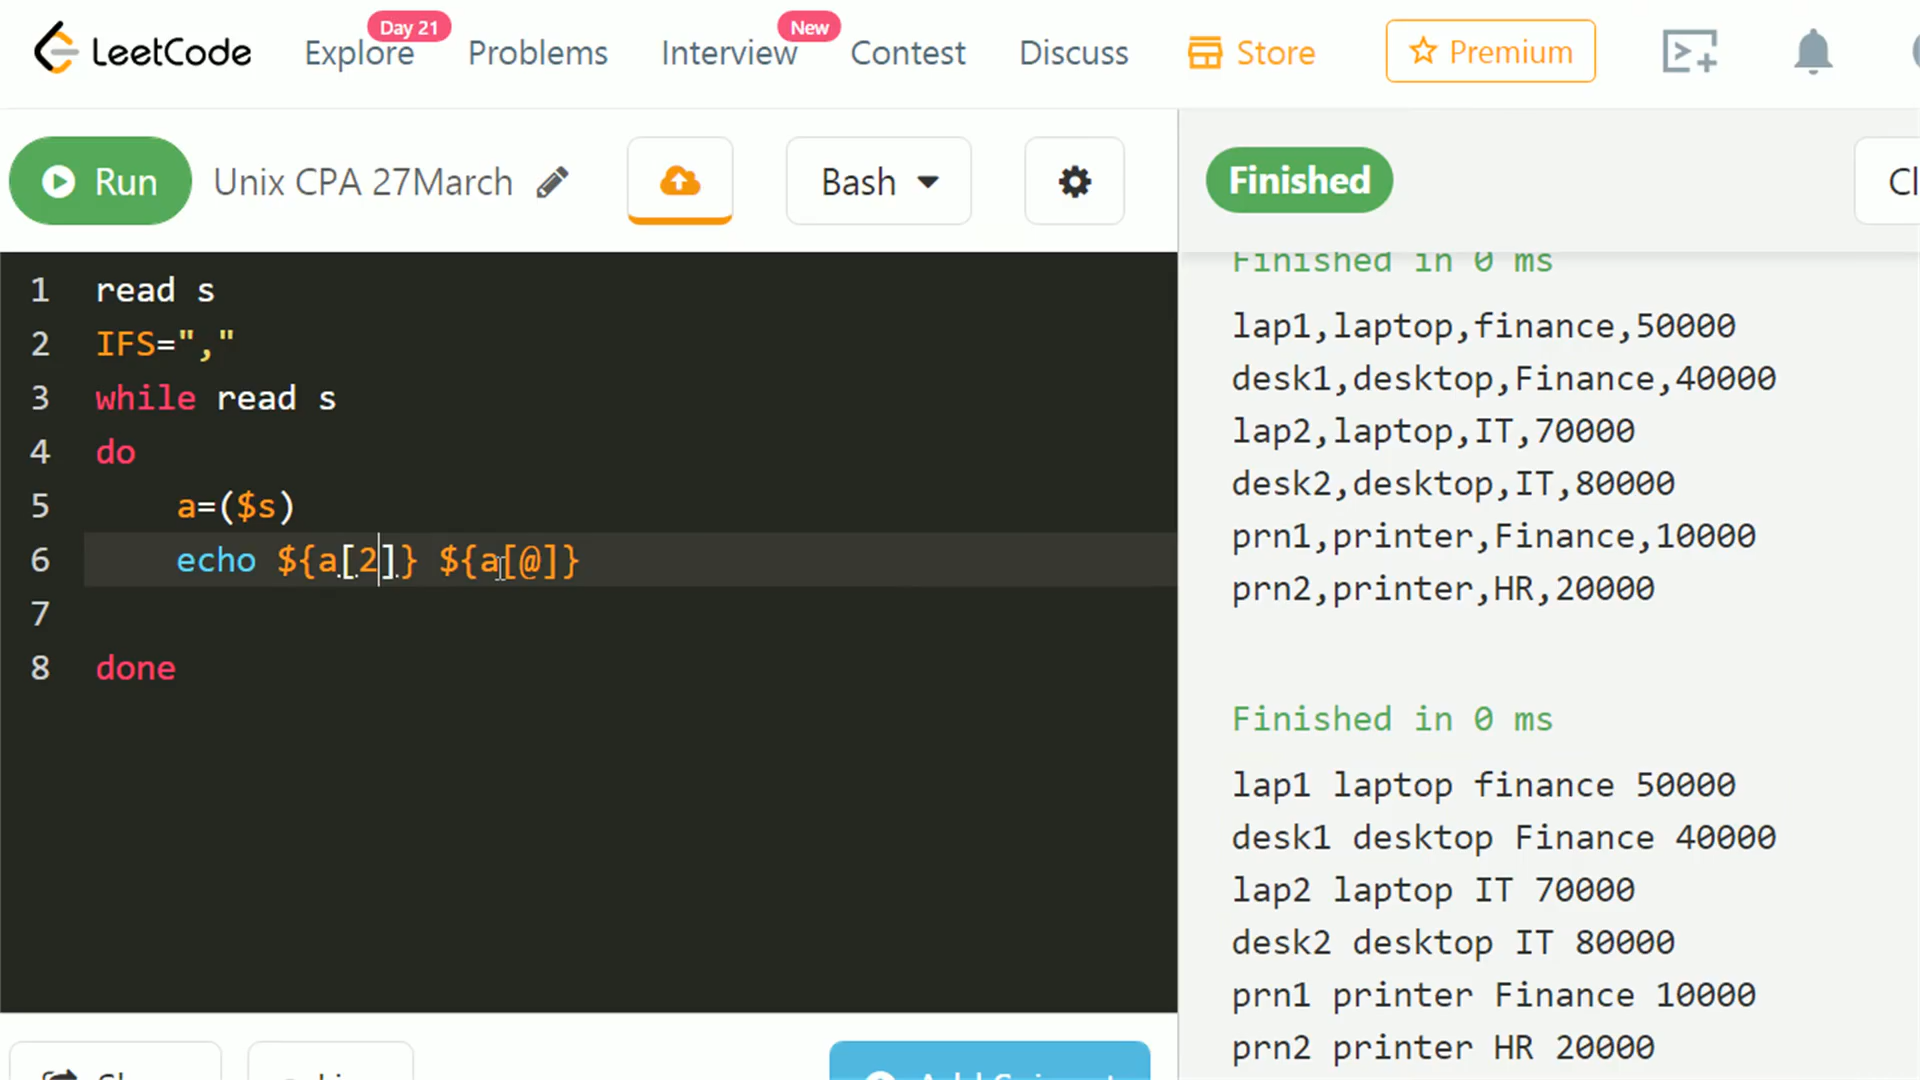 LeetCode Explore Day 21 Problems Interview New Contest Discuss Store Premium
Run Unix CPA 27March Bash
1 read s
2 IFS=","
3 while read s
4 do
5 a=($s)
6 echo ${a[2]} ${a[@]}
7
8 done
Finished
Finished in 0 ms
lap1,laptop,finance,50000
desk1,desktop,Finance,40000
lap2,laptop,IT,70000
desk2,desktop,IT,80000
prn1,printer,Finance,10000
prn2,printer,HR,20000
Finished in 0 ms
lap1 laptop finance 50000
desk1 desktop Finance 40000
lap2 laptop IT 70000
desk2 desktop IT 80000
prn1 printer Finance 10000
prn2 printer HR 20000